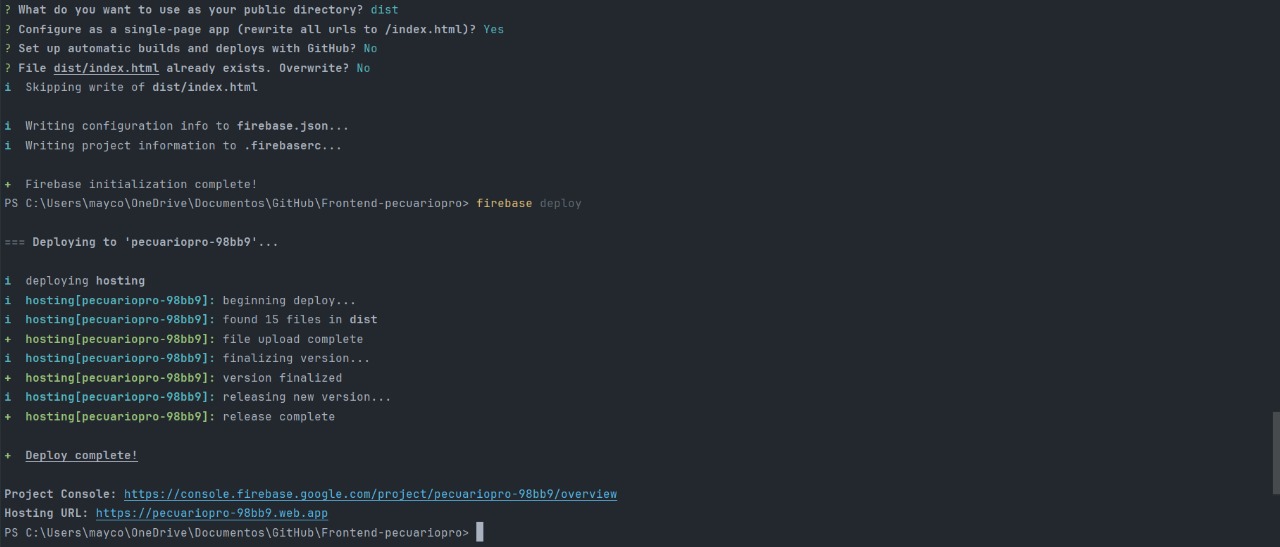 ? What do you want to use as your public directory? dist
? Configure as a single-page app (rewrite all urls to /index.html)? Yes
? Set up automatic builds and deploys with GitHub? No
? File dist/index.html already exists. Overwrite? No
i  Skipping write of dist/index.html
i  Writing configuration info to firebase.json...
i  Writing project information to .firebaserc...
+  Firebase initialization complete!
PS C:\Users\mayco\OneDrive\Documentos\GitHub\Frontend-pecuariopro> firebase deploy
=== Deploying to 'pecuariopro-98bb9'...
i  deploying hosting
i  hosting[pecuariopro-98bb9]: beginning deploy...
i  hosting[pecuariopro-98bb9]: found 15 files in dist
+  hosting[pecuariopro-98bb9]: file upload complete
i  hosting[pecuariopro-98bb9]: finalizing version...
+  hosting[pecuariopro-98bb9]: version finalized
i  hosting[pecuariopro-98bb9]: releasing new version...
+  hosting[pecuariopro-98bb9]: release complete
+  Deploy complete!
Project Console: https://console.firebase.google.com/project/pecuariopro-98bb9/overview
Hosting URL: https://pecuariopro-98bb9.web.app
PS C:\Users\mayco\OneDrive\Documentos\GitHub\Frontend-pecuariopro>